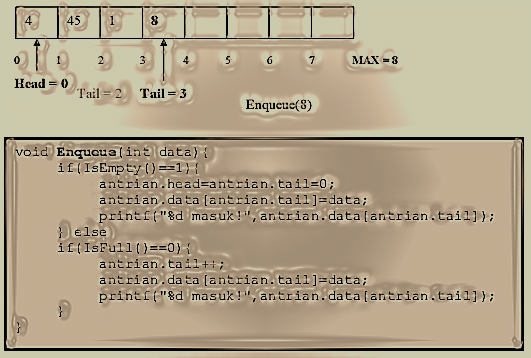 4 45 1 8
0 1 2 3 4 5 6 7 MAX = 8
Head = 0 Tail = 2 Tail = 3
Enqueue(8)
void Enqueue(int data){
if(IsEmpty()==1){
antrian.head=antrian.tail=0;
antrian.data[antrian.tail]=data;
printf("%d masuk!",antrian.data[antrian.tail]);
} else
if(IsFull()==0){
antrian.tail++;
antrian.data[antrian.tail]=data;
printf("%d masuk!",antrian.data[antrian.tail]);
}
}